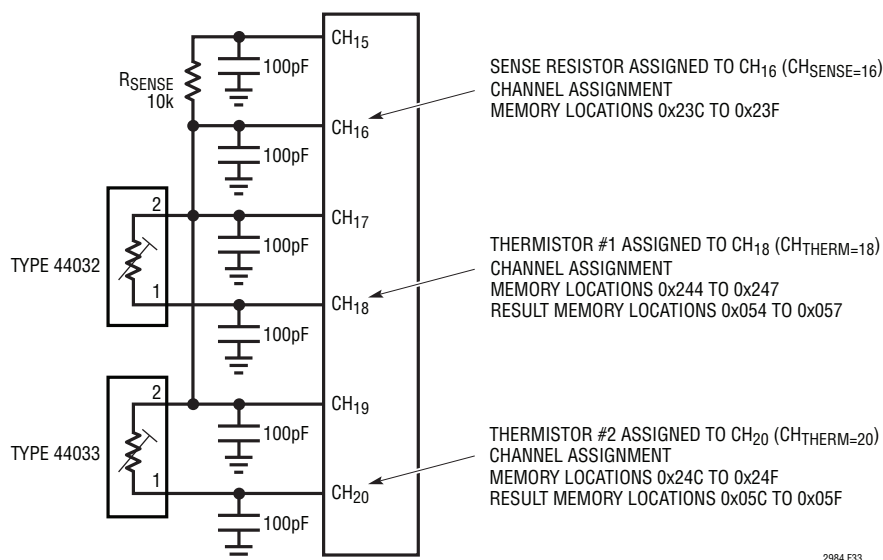 CH15
100pF
RSENSE
10k
CH16
100pF
2
CH17
100pF
TYPE 44032
1
CH18
100pF
2
CH19
100pF
TYPE 44033
1
CH20
100pF
SENSE RESISTOR ASSIGNED TO CH16 (CHSENSE=16)
CHANNEL ASSIGNMENT
MEMORY LOCATIONS 0x23C TO 0x23F
THERMISTOR #1 ASSIGNED TO CH18 (CHTHERM=18)
CHANNEL ASSIGNMENT
MEMORY LOCATIONS 0x244 TO 0x247
RESULT MEMORY LOCATIONS 0x054 TO 0x057
THERMISTOR #2 ASSIGNED TO CH20 (CHTHERM=20)
CHANNEL ASSIGNMENT
MEMORY LOCATIONS 0x24C TO 0x24F
RESULT MEMORY LOCATIONS 0x05C TO 0x05F
2984 F33